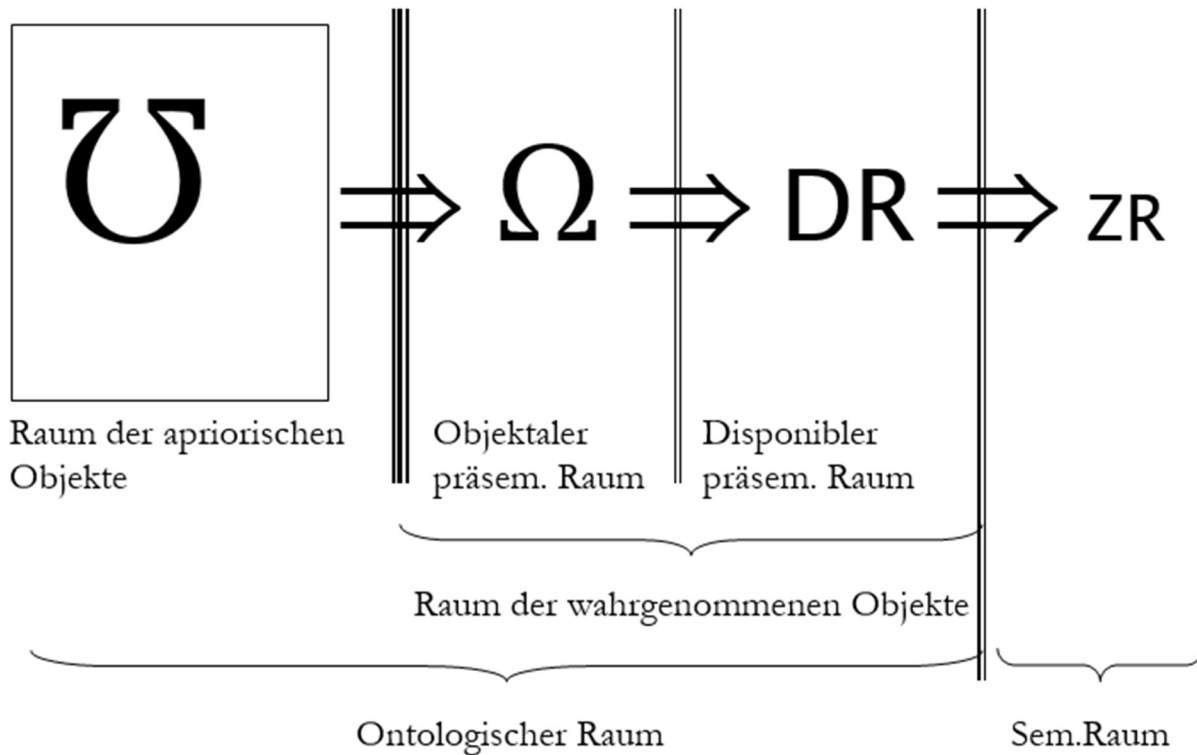 ℧ ⇒ Ω ⇒ DR ⇒ ZR
Raum der apriorischen
Objekte
Objektaler
präsem. Raum
Disponibler
präsem. Raum
Raum der wahrgenommenen Objekte
Ontologischer Raum
Sem.Raum